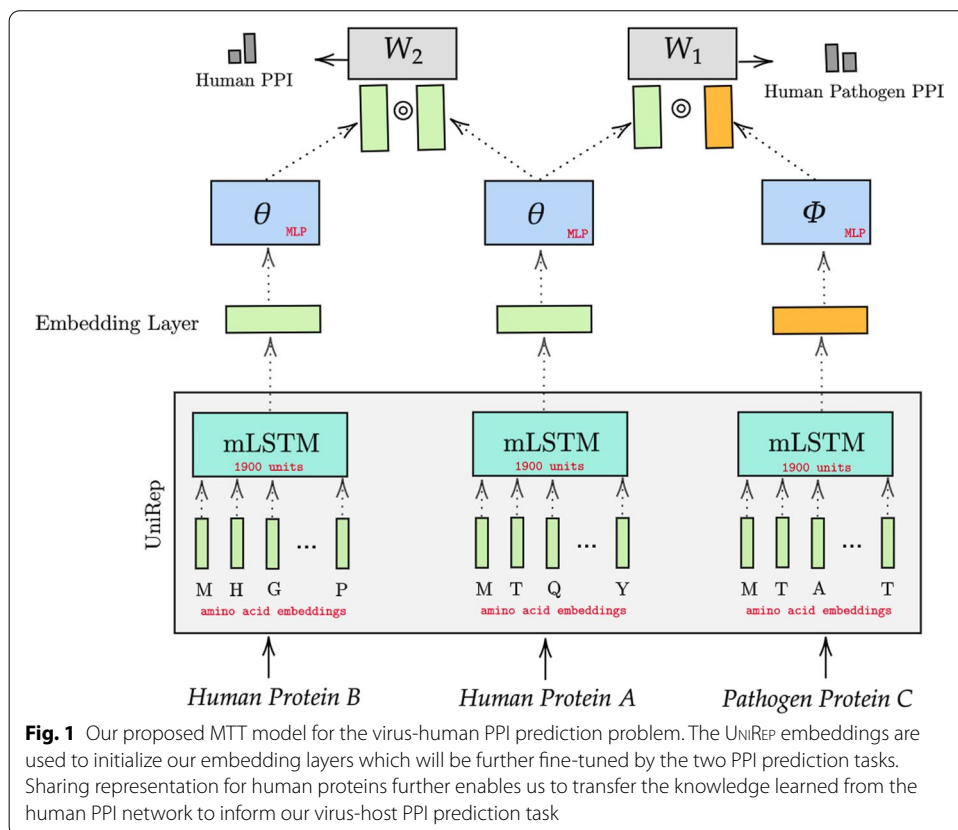 W2
W1
Human PPI
Human Pathogen PPI
θ
MLP
θ
MLP
Φ
MLP
Embedding Layer
UniRep
mLSTM
1900 units
mLSTM
1900 units
mLSTM
1900 units
M H G ... P
M T Q ... Y
M T A ... T
amino acid embeddings
amino acid embeddings
amino acid embeddings
Human Protein B
Human Protein A
Pathogen Protein C
Fig. 1 Our proposed MTT model for the virus-human PPI prediction problem. The UNIREP embeddings are
used to initialize our embedding layers which will be further fine-tuned by the two PPI prediction tasks.
Sharing representation for human proteins further enables us to transfer the knowledge learned from the
human PPI network to inform our virus-host PPI prediction task